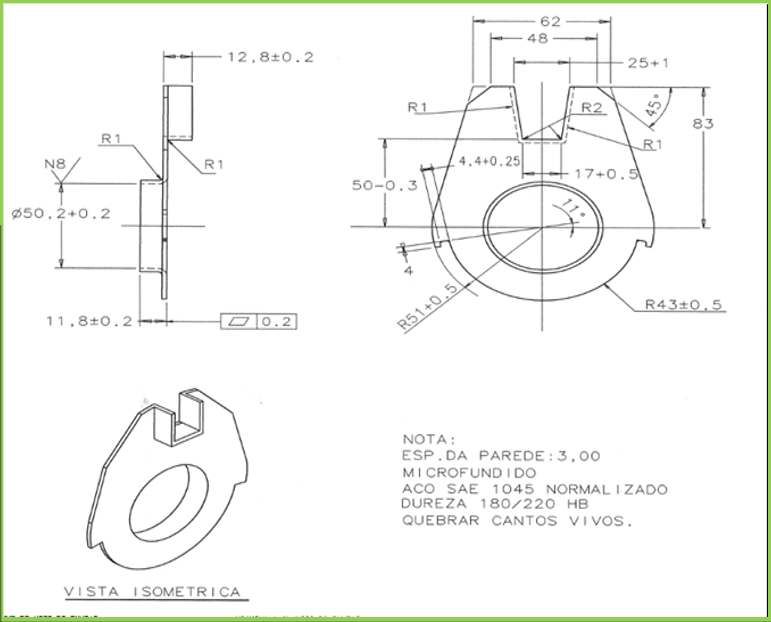 62
48
12,8±0.2
25+1
R1
R2
45°
83
R1
R1
R1
N8
4,4+0.25
17+0.5
50-0.3
ø50.2+0.2
11°
4
R51+0.5
R43±0.5
11,8±0.2
0.2
NOTA:
ESP.DA PAREDE:3,00
MICROFUNDIDO
ACO SAE 1045 NORMALIZADO
DUREZA 180/220 HB
QUEBRAR CANTOS VIVOS.
VISTA ISOMETRICA